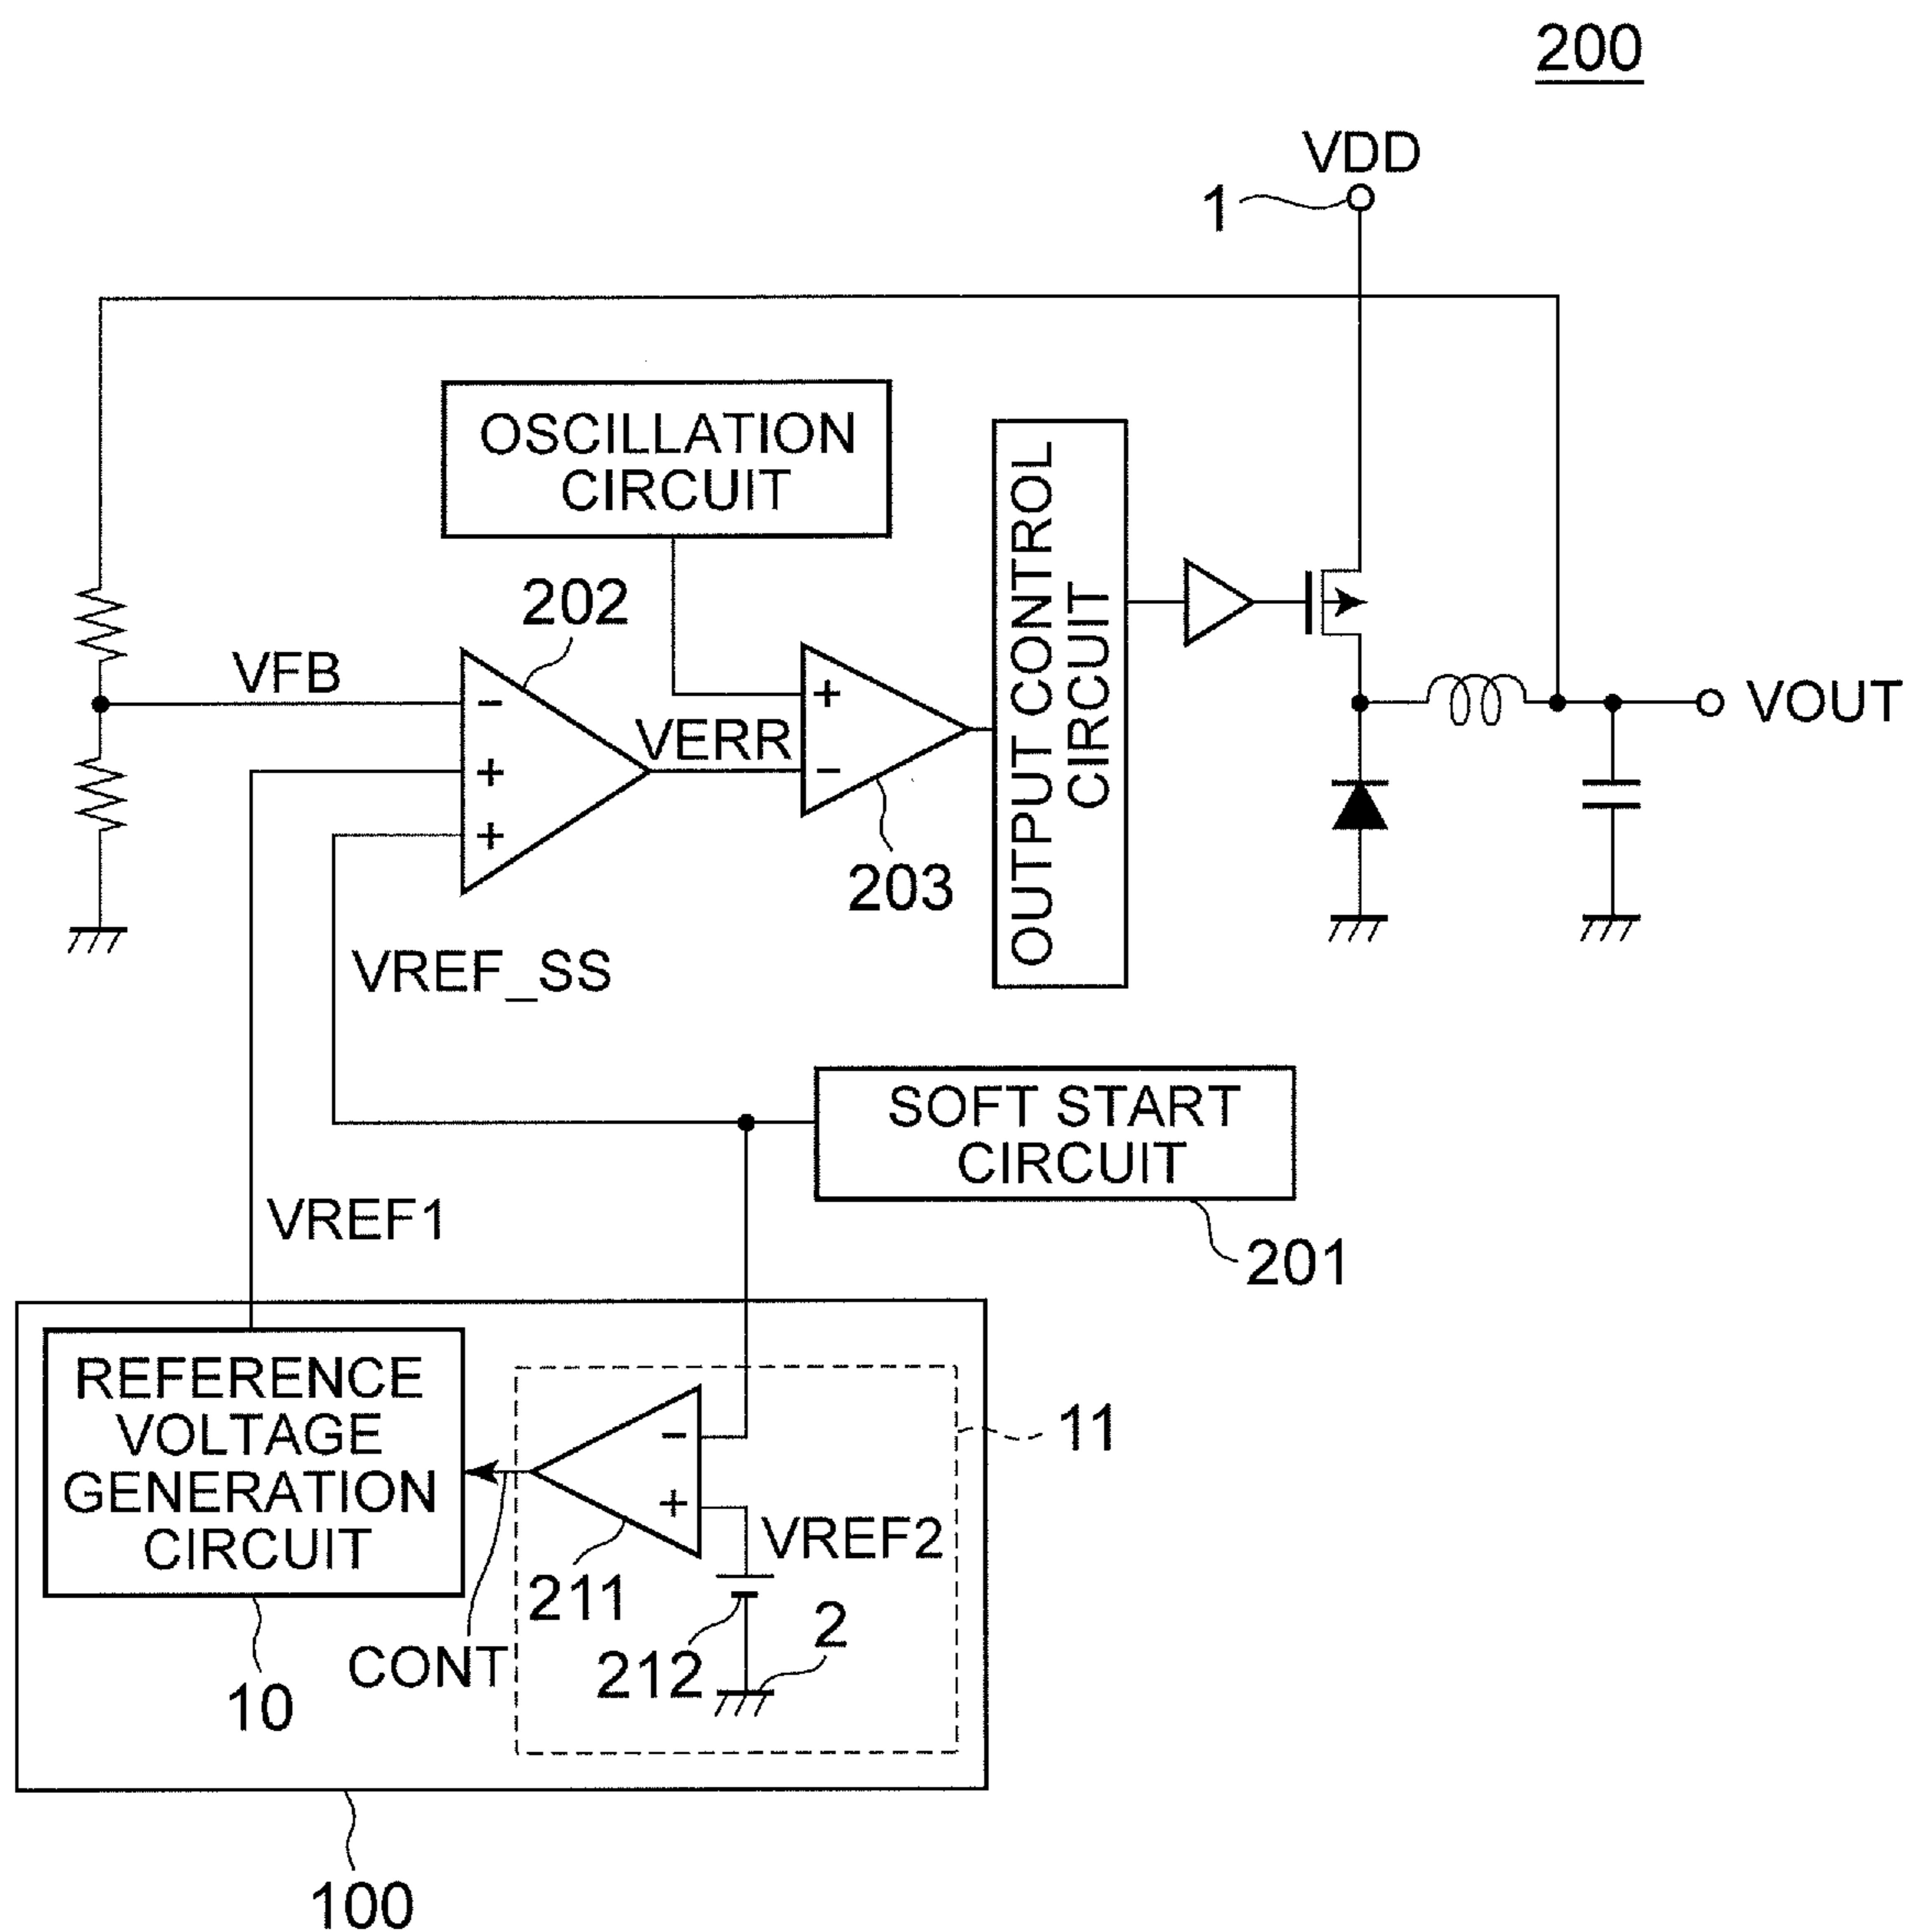 200
VDD
1
OSCILLATION
CIRCUIT
OUTPUT CONTROL
CIRCUIT
202
VFB
-
+
+
VERR
+
-
203
VOUT
VREF_SS
SOFT START
CIRCUIT
201
VREF1
REFERENCE
VOLTAGE
GENERATION
CIRCUIT
-
+
11
VREF2
211
212
2
CONT
10
100